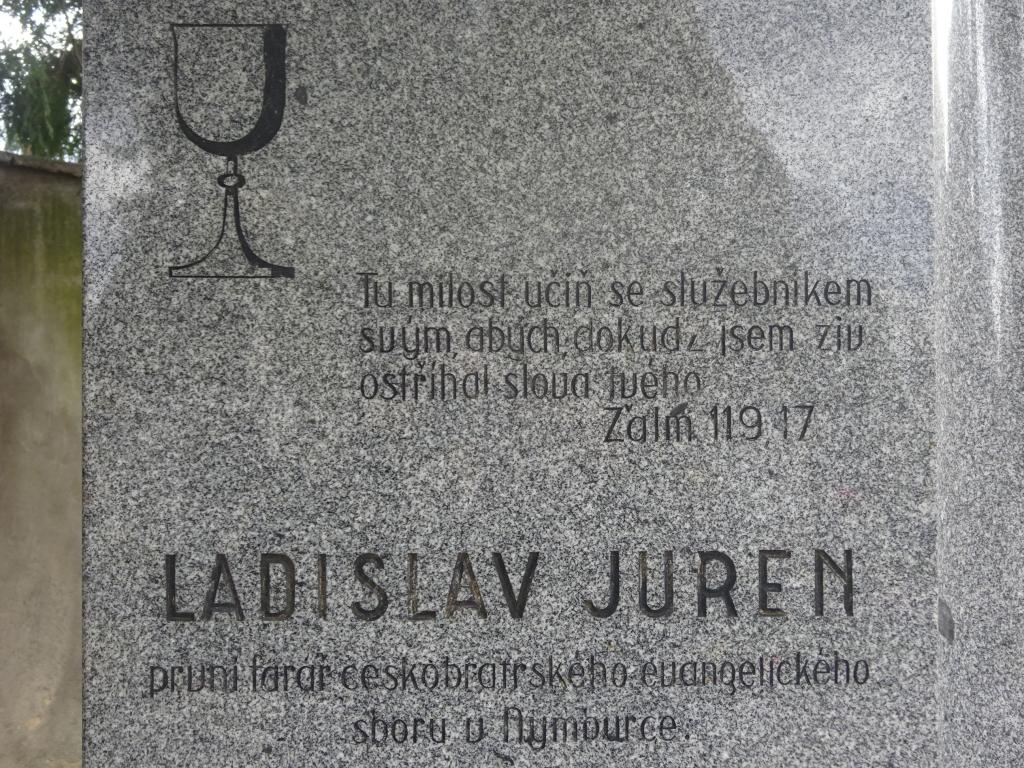 Tu milost učiň se služebníkem
svým, abych, dokudž jsem živ
ostříhal slova tvého
Žalm 119 17
LADISLAV JUREN
první farář českobratrského evangelického
sboru v Nymburce.